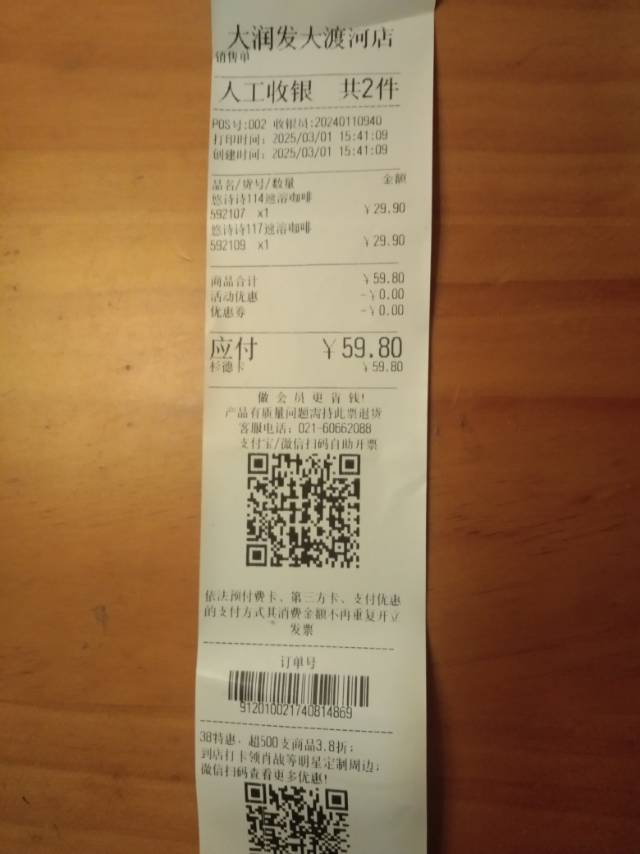 大润发大渡河店
销售单
人工收银 共2件
POS号:002 收银员:20240110940
打印时间: 2025/03/01 15:41:09
创建时间: 2025/03/01 15:41:09
品名/货号/数量 金额
悠诗诗114速溶咖啡
592107 x1 ¥29.90
悠诗诗117速溶咖啡
592109 x1 ¥29.90
商品合计 ¥59.80
活动优惠 -¥0.00
优惠券 -¥0.00
应付 ¥59.80
杉德卡 ¥59.80
做会员更省钱!
产品有质量问题需持此票退货
客服电话: 021-60662088
支付宝/微信扫码自助开票
依法预付费卡、第三方卡、支付优惠
的支付方式其消费金额不再重复开立
发票
订单号
912010021740814869
38特惠，超500支商品3.8折;
到店打卡领肖战等明星定制周边;
微信扫码查看更多优惠!